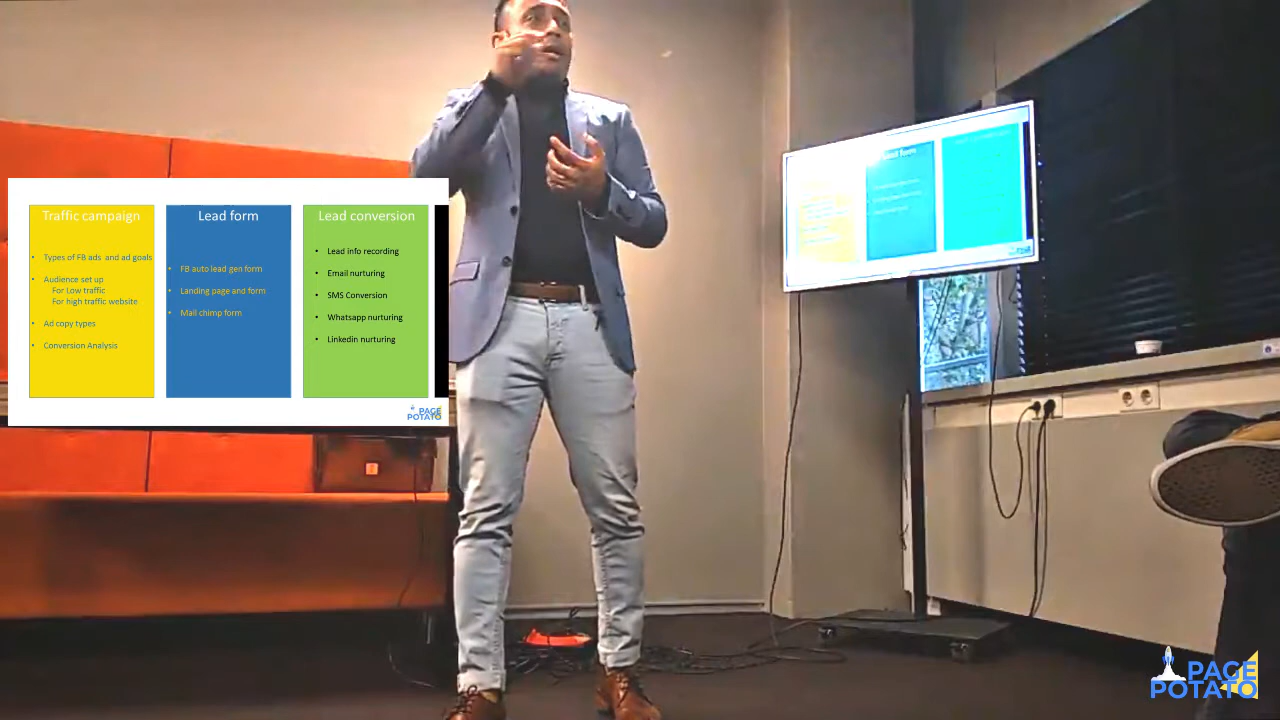 Traffic campaign
Types of FB ads and ad goals
Audience set up
For Low traffic
For high traffic website
Ad copy types
Conversion Analysis
Lead form
FB auto lead gen form
Landing page and form
Mail chimp form
Lead conversion
Lead info recording
Email nurturing
SMS Conversion
Whatsapp nurturing
Linkedin nurturing
PAGE
POTATO
PAGE
POTATO